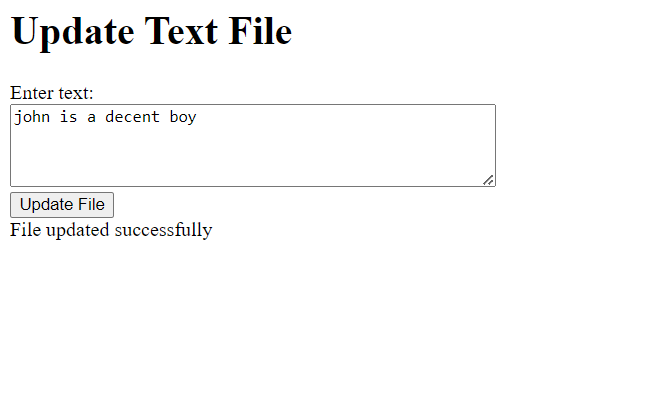 Update Text File
Enter text:
john is a decent boy
Update File
File updated successfully